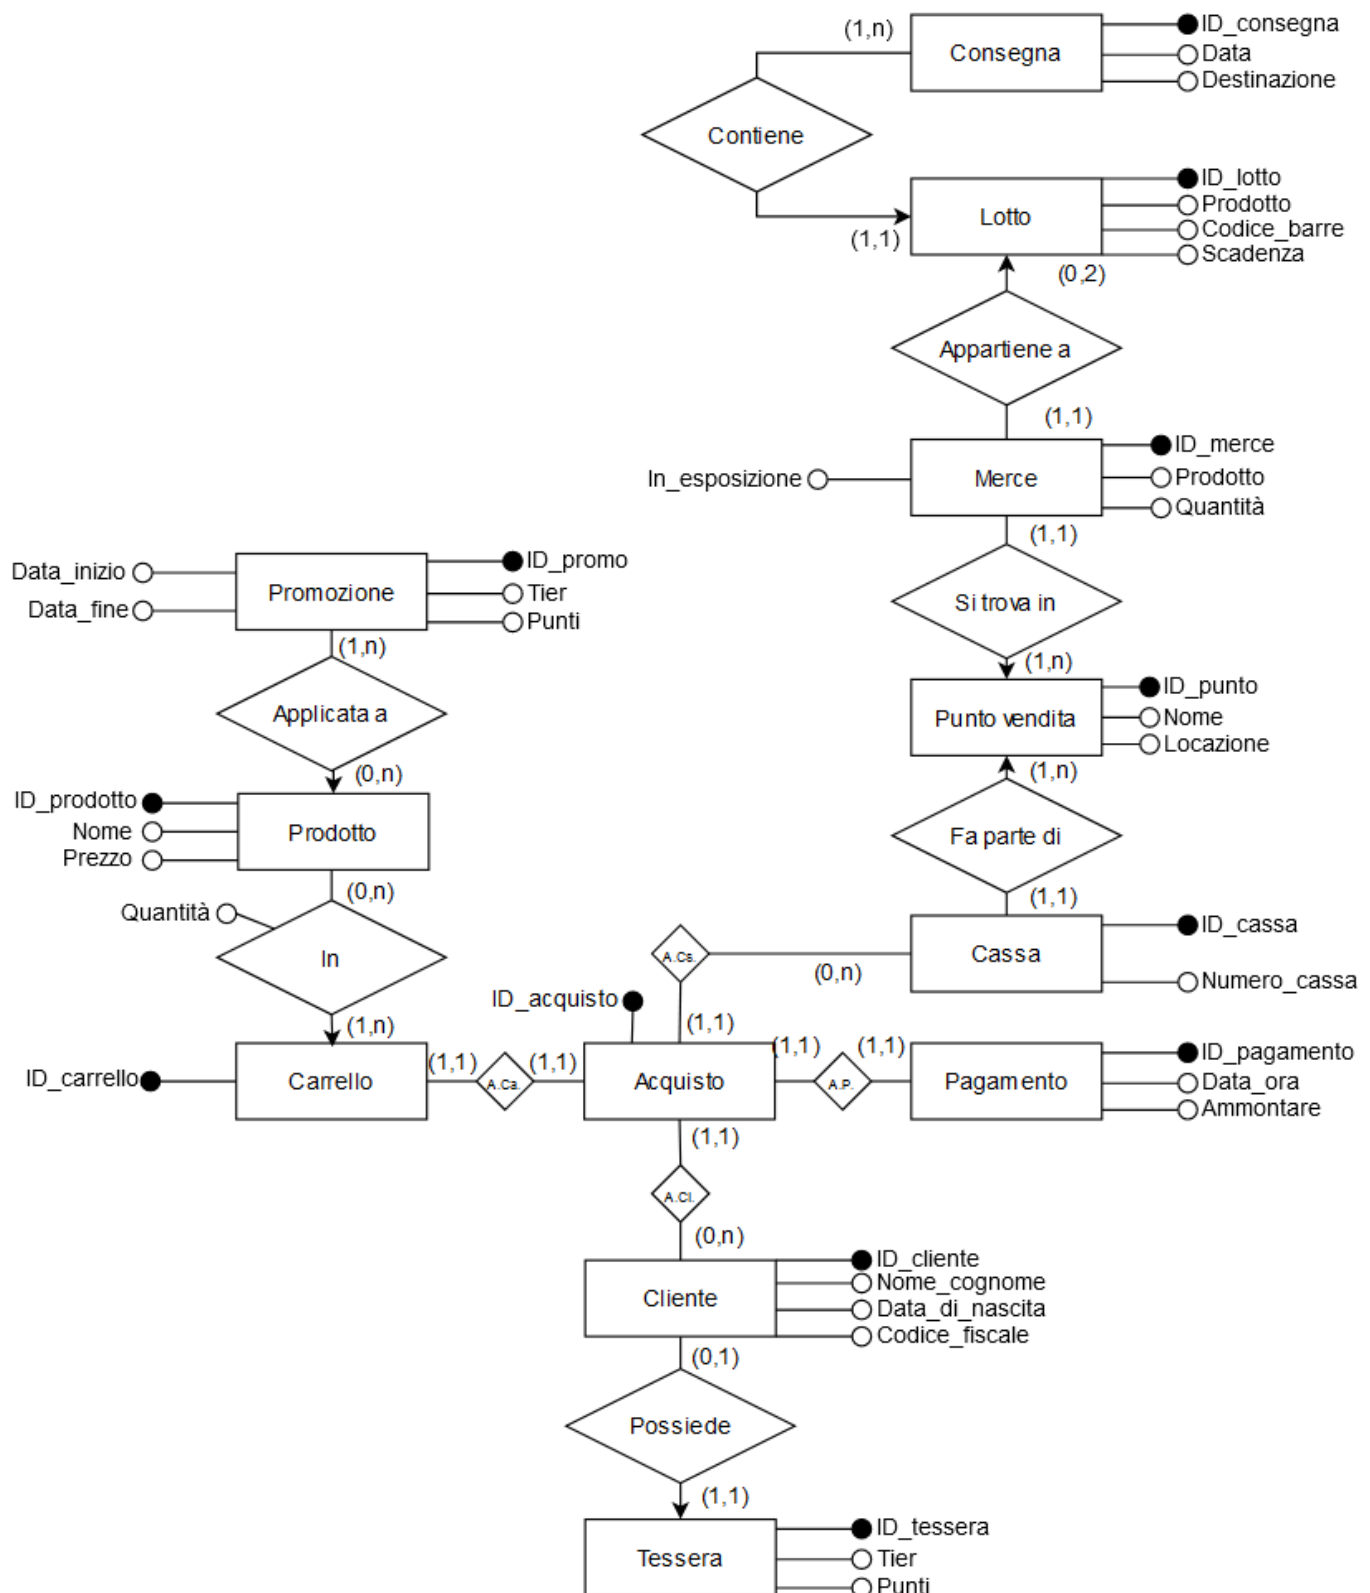 (1,n)
Consegna
ID_consegna
Data
Destinazione
Contiene
(1,1)
Lotto
ID_lotto
Prodotto
Codice_barre
Scadenza
(0,2)
Appartiene a
(1,1)
In_esposizione
Merce
ID_merce
Prodotto
Quantità
(1,1)
Si trova in
(1,n)
Punto vendita
ID_punto
Nome
Locazione
(1,n)
Fa parte di
(1,1)
Cassa
ID_cassa
Numero_cassa
Data_inizio
Data_fine
Promozione
ID_promo
Tier
Punti
(1,n)
Applicata a
(0,n)
ID_prodotto
Nome
Prezzo
Prodotto
(0,n)
Quantità
In
(1,n)
ID_carrello
Carrello
(1,1)
A.Ca.
(1,1)
ID_acquisto
Acquisto
A.Cs.
(0,n)
(1,1)
(1,1)
A.P.
(1,1)
Pagamento
ID_pagamento
Data_ora
Ammontare
(1,1)
A.Cl.
(0,n)
Cliente
ID_cliente
Nome_cognome
Data_di_nascita
Codice_fiscale
(0,1)
Possiede
(1,1)
Tessera
ID_tessera
Tier
Punti